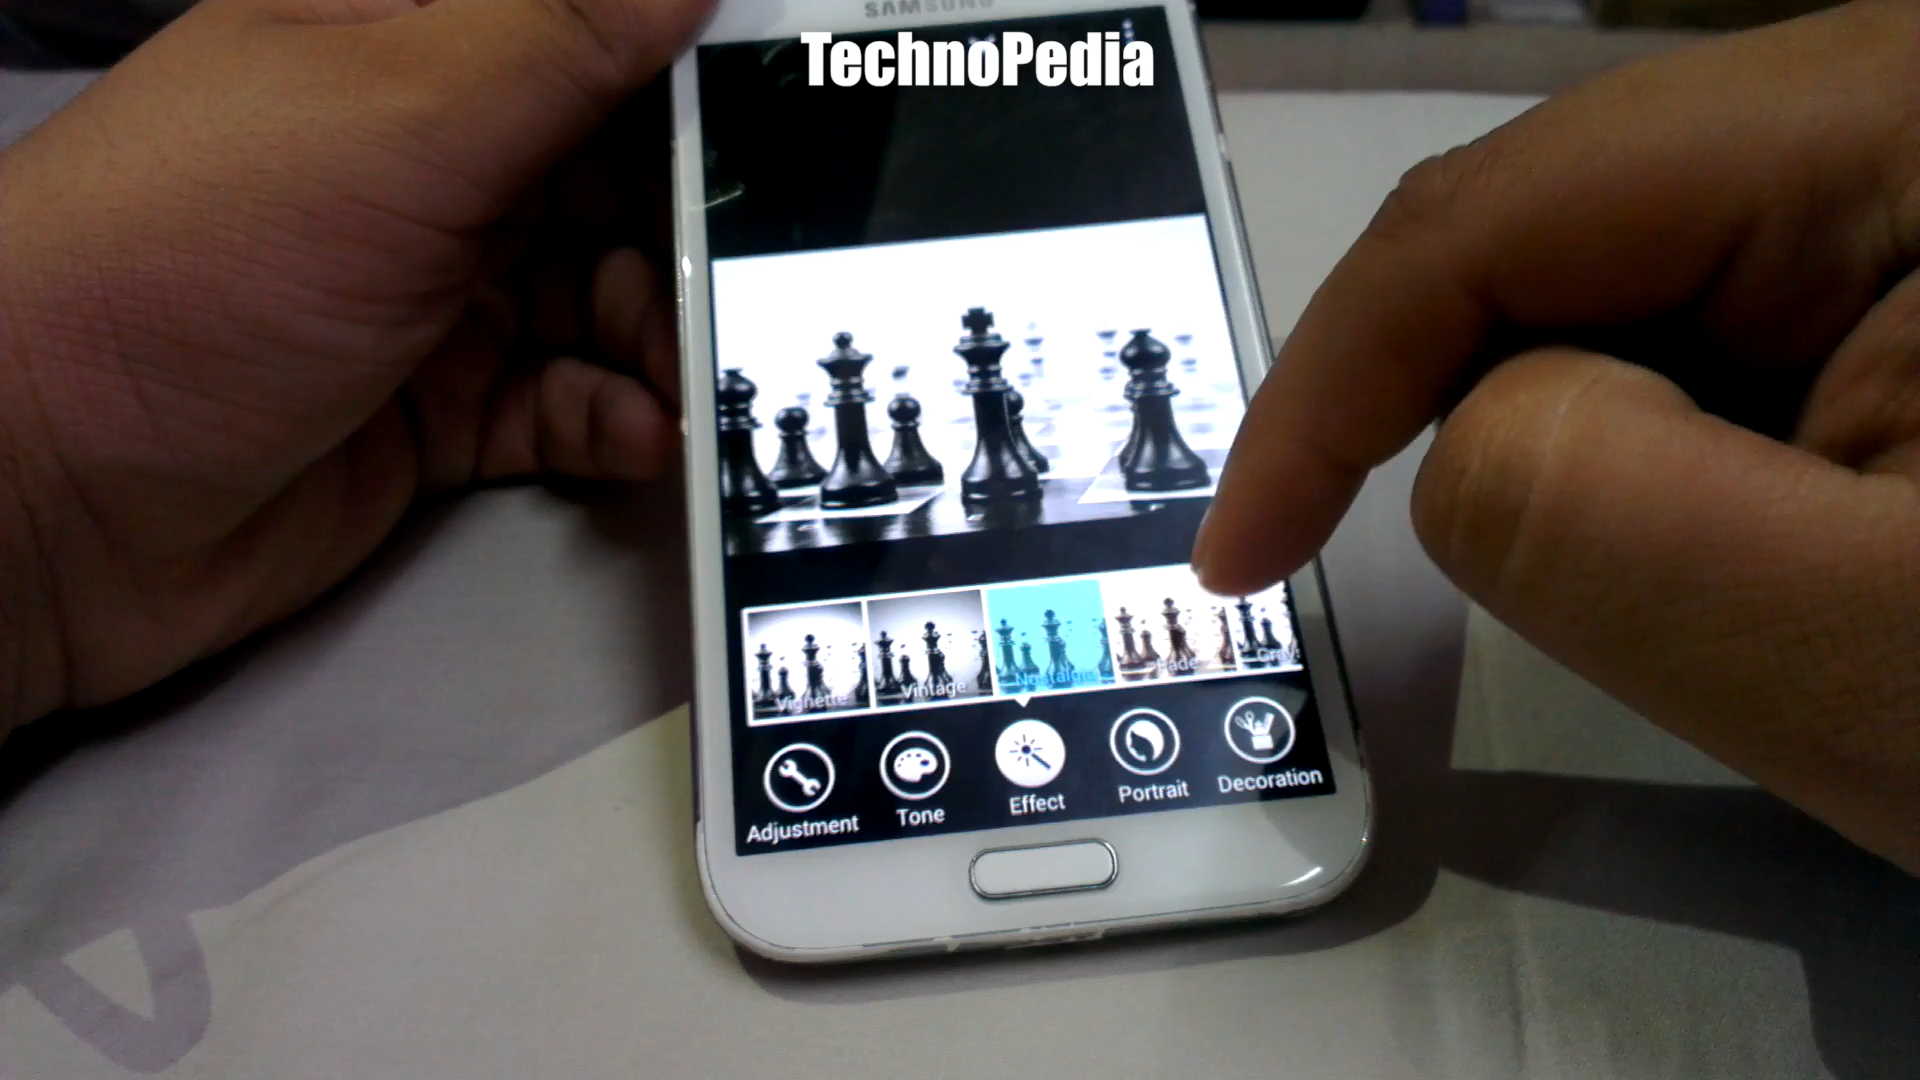 SAMSUNG
TechnoPedia
Vignette
Vintage
Nostalgia
Fade
Adjustment
Tone
Effect
Portrait
Decoration